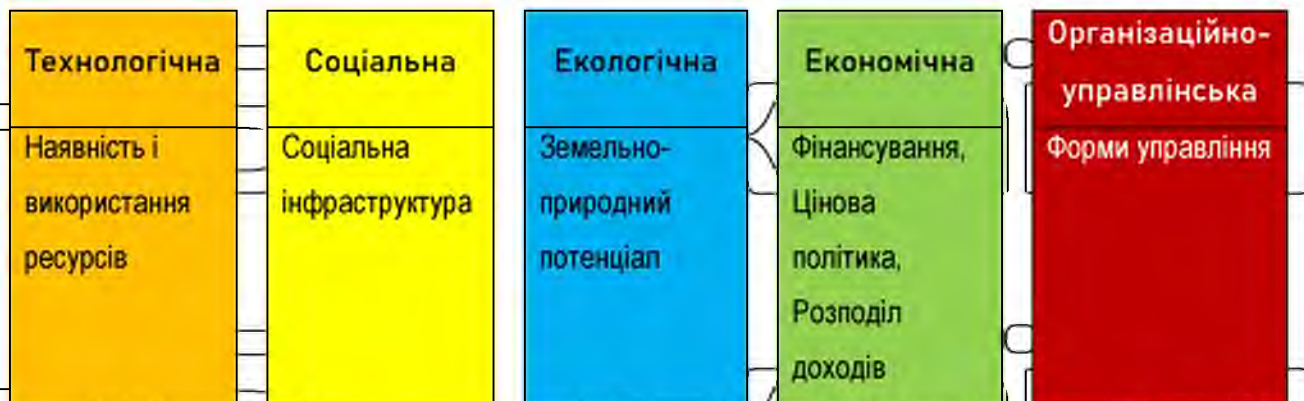 Технологічна
Наявність і
використання
ресурсів
Соціальна
Соціальна
інфраструктура
Екологічна
Земельно-
природний
потенціал
Економічна
Фінансування,
Цінова
політика,
Розподіл
доходів
Організаційно-
управлінська
Форми управління